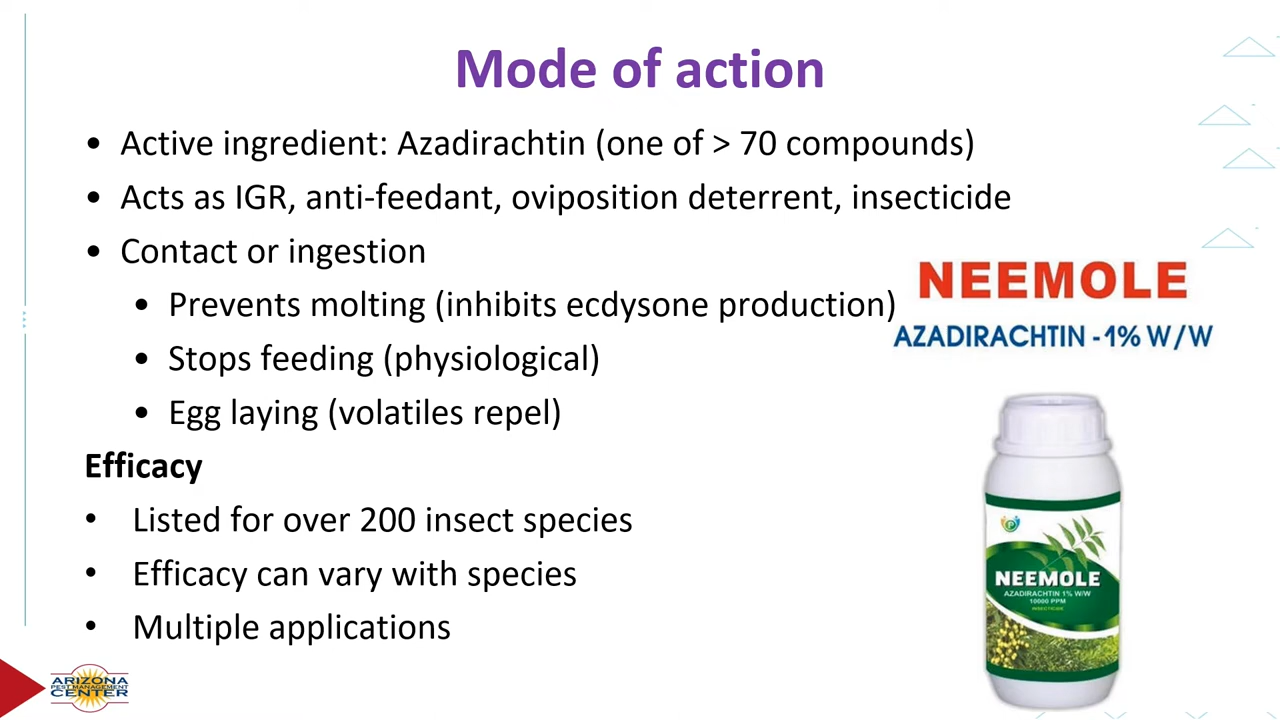 Mode of action
• Active ingredient: Azadirachtin (one of > 70 compounds)
• Acts as IGR, anti-feedant, oviposition deterrent, insecticide
• Contact or ingestion
• Prevents molting (inhibits ecdysone production)
• Stops feeding (physiological)
• Egg laying (volatiles repel)
Efficacy
• Listed for over 200 insect species
• Efficacy can vary with species
• Multiple applications
NEEMOLE
AZADIRACHTIN - 1% W/W
NEEMOLE
AZADIRACHTIN 1% W/W
10000 PPM
INSECTICIDE
ARIZONA
PEST MANAGEMENT
CENTER